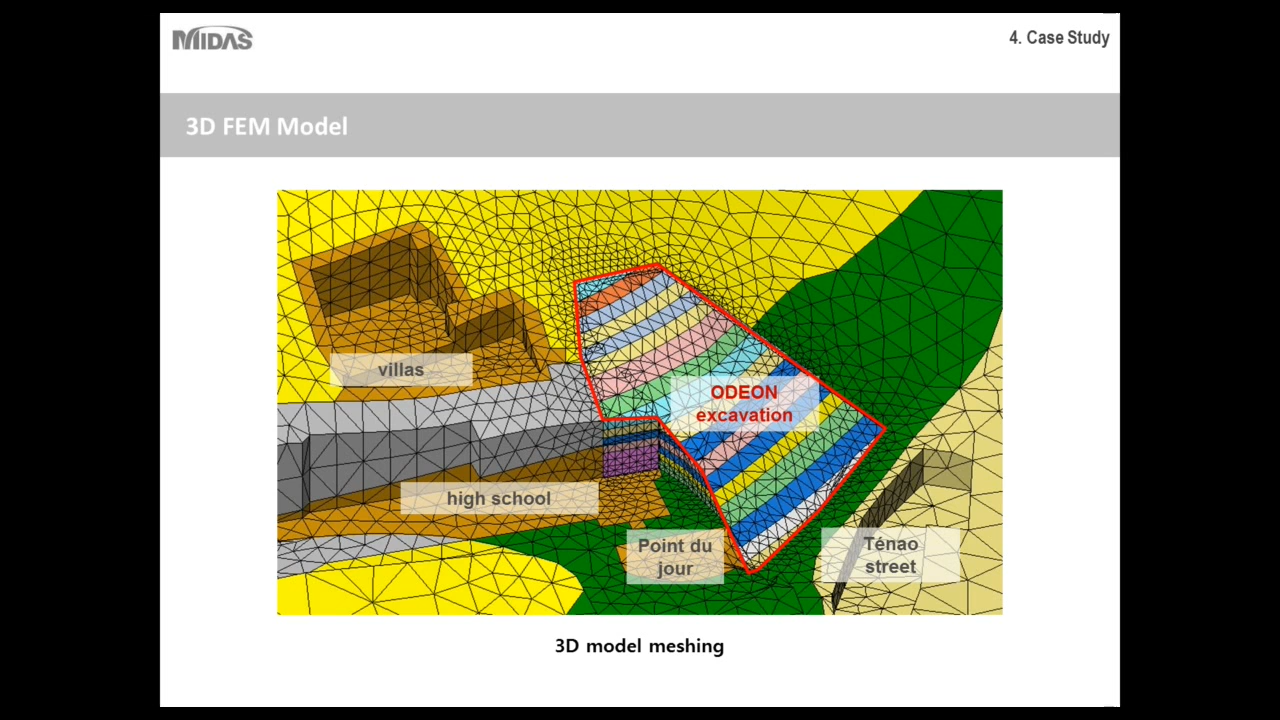 MIDAS
4. Case Study
3D FEM Model
villas
ODEON
excavation
high school
Point du
jour
Ténao
street
3D model meshing